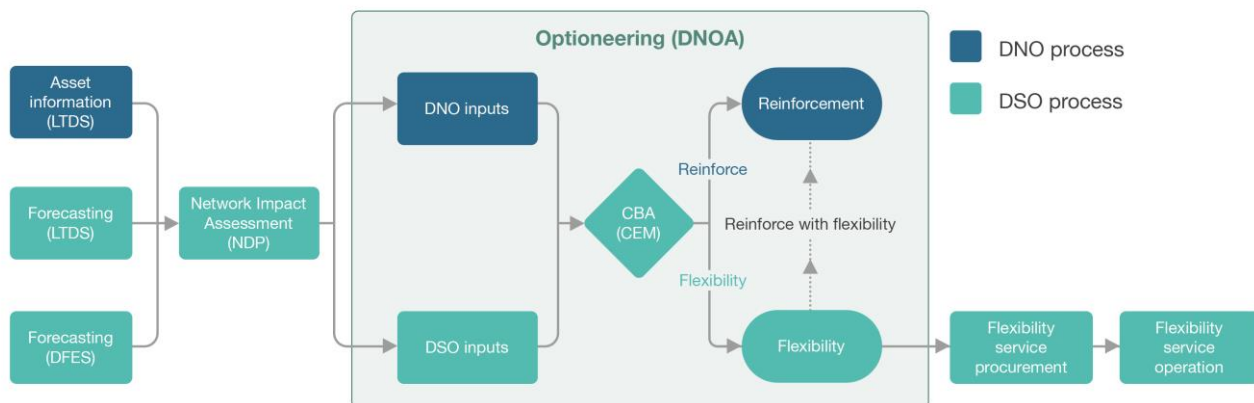 Optioneering (DNOA)
DNO process
DSO process
Asset
information
(LTDS)
Forecasting
(LTDS)
Forecasting
(DFES)
Network Impact
Assessment
(NDP)
DNO inputs
DSO inputs
CBA
(CEM)
Reinforce
Flexibility
Reinforcement
Reinforce with flexibility
Flexibility
Flexibility
service
procurement
Flexibility
service
operation